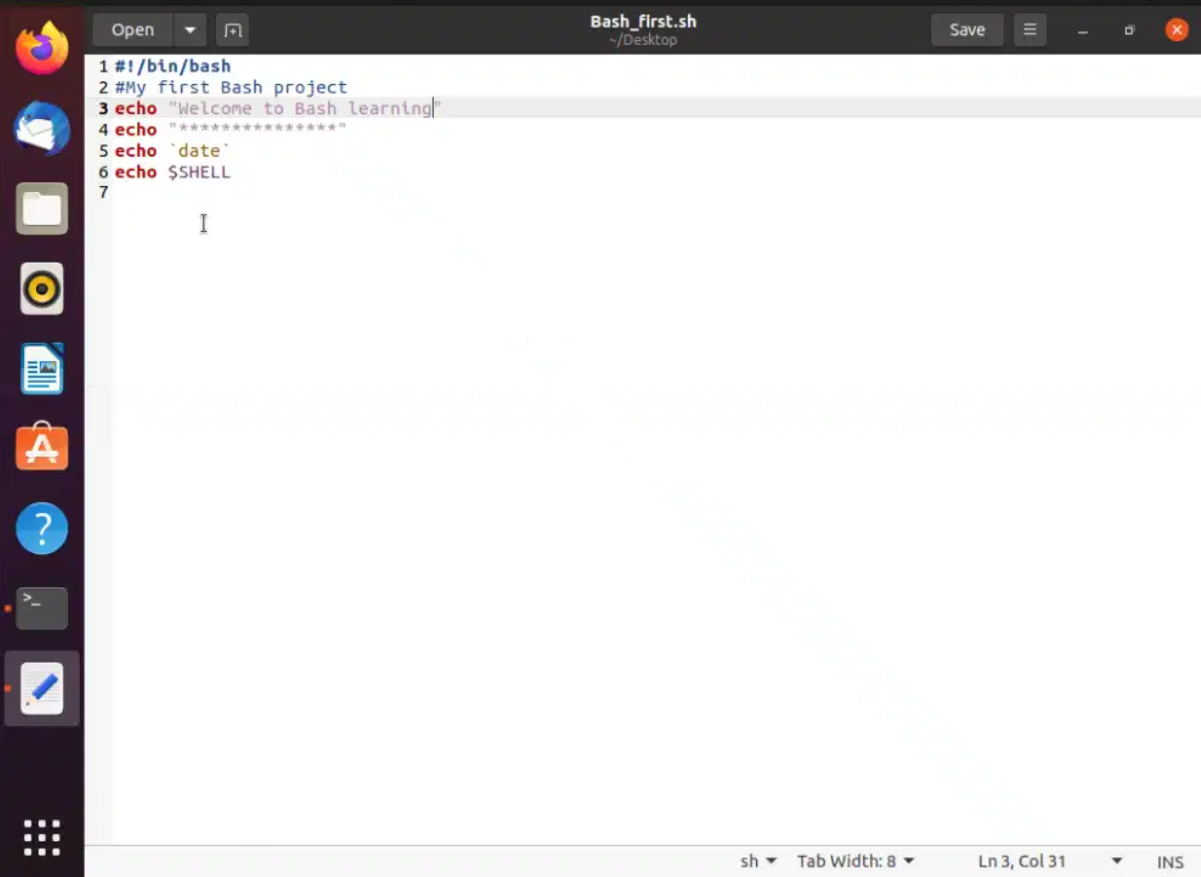 Open
Bash_first.sh
~/Desktop
Save
1 #!/bin/bash
2 #My first Bash project
3 echo "Welcome to Bash learning"
4 echo "***************"
5 echo `date`
6 echo $SHELL
7
?
>_
sh
Tab Width: 8
Ln 3, Col 31
INS